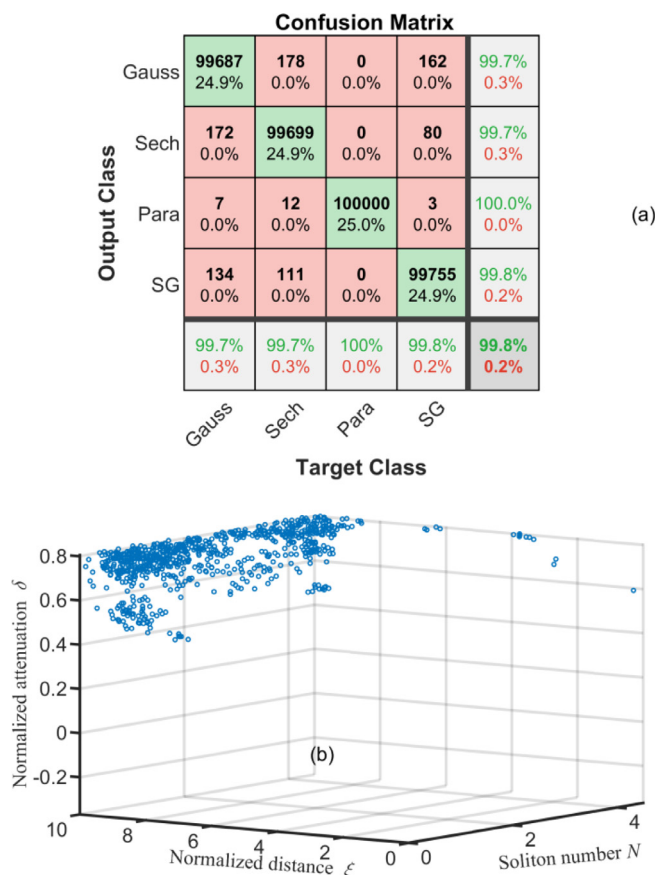 Confusion Matrix
Gauss 99687 178 0 162 99.7%
24.9% 0.0% 0.0% 0.0% 0.3%
Sech 172 99699 0 80 99.7%
0.0% 24.9% 0.0% 0.0% 0.3%
Para 7 12 100000 3 100.0%
0.0% 0.0% 25.0% 0.0% 0.0%
SG 134 111 0 99755 99.8%
0.0% 0.0% 0.0% 24.9% 0.2%
99.7% 99.7% 100% 99.8% 99.8%
0.3% 0.3% 0.0% 0.2% 0.2%
Gauss Sech Para SG
Output Class
Target Class
(a)
0.8
0.6
0.4
0.2
0
-0.2
Normalized attenuation δ
(b)
10 8 6 4 2 0
Normalized distance ξ
0 2 4
Soliton number N